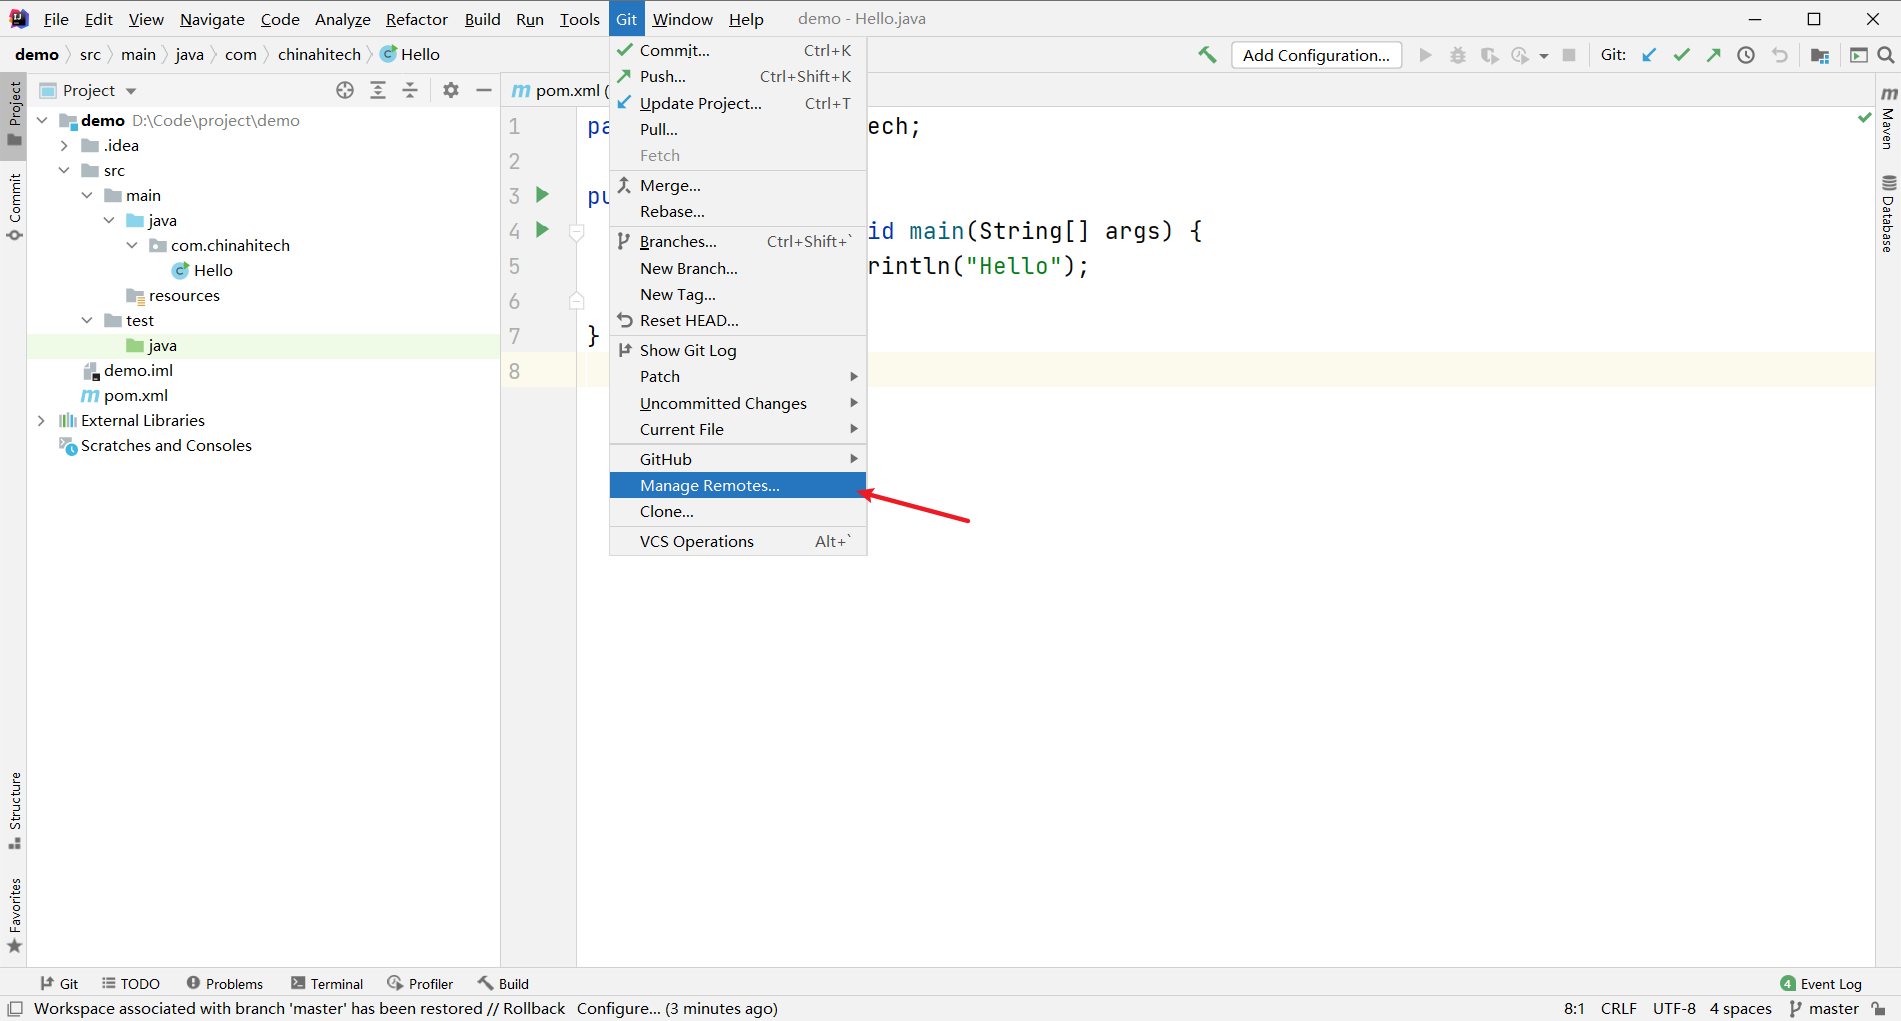 File Edit View Navigate Code Analyze Refactor Build Run Tools Git Window Help demo - Hello.java
demo src main java com chinahitech Hello Add Configuration... Git:
Project
pom.xml (
demo D:\Code\project\demo
.idea
src
main
java
com.chinahitech
Hello
resources
test
java
demo.iml
pom.xml
External Libraries
Scratches and Consoles
Commit... Ctrl+K
Push... Ctrl+Shift+K
Update Project... Ctrl+T
Pull...
Fetch
Merge...
Rebase...
Branches... Ctrl+Shift+`
New Branch...
New Tag...
Reset HEAD...
Show Git Log
Patch
Uncommitted Changes
Current File
GitHub
Manage Remotes...
Clone...
VCS Operations Alt+`
1 pa ech;
2
3 pu
4 id main(String[] args) {
5 rintln("Hello");
6
7 }
8
Project
Commit
Structure
Favorites
Maven
Database
Git TODO Problems Terminal Profiler Build 4 Event Log
Workspace associated with branch 'master' has been restored // Rollback Configure... (3 minutes ago) 8:1 CRLF UTF-8 4 spaces master